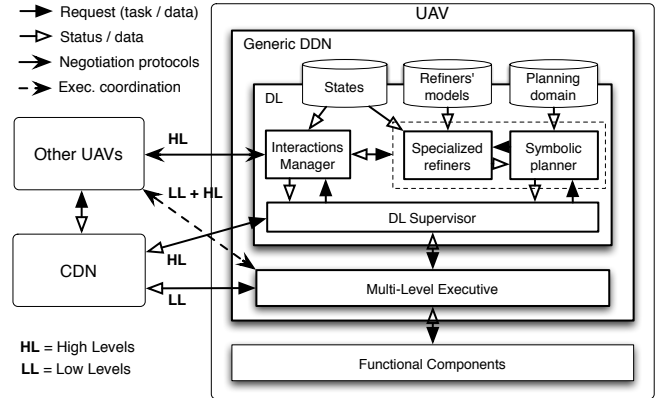 Request (task / data)
Status / data
Negotiation protocols
Exec. coordination
UAV
Generic DDN
DL
States
Refiners'
models
Planning
domain
Other UAVs
HL
Interactions
Manager
Specialized
refiners
Symbolic
planner
LL + HL
DL Supervisor
CDN
HL
LL
Multi-Level Executive
HL = High Levels
LL = Low Levels
Functional Components